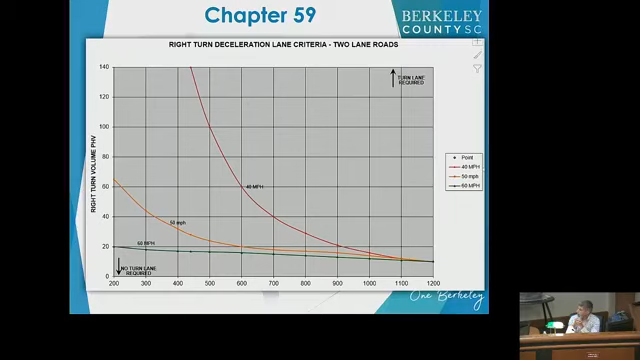 Chapter 59
BERKELEY
COUNTY SC
RIGHT TURN DECELERATION LANE CRITERIA - TWO LANE ROADS
140
120
100
80
60
40
20
0
RIGHT TURN VOLUME PHV
TURN LANE
REQUIRED
40 MPH
50 mph
60 MPH
NO TURN LANE
REQUIRED
200 300 400 500 600 700 800 900 1000 1100 1200
Point
40 MPH
50 mph
60 MPH
One Berkeley